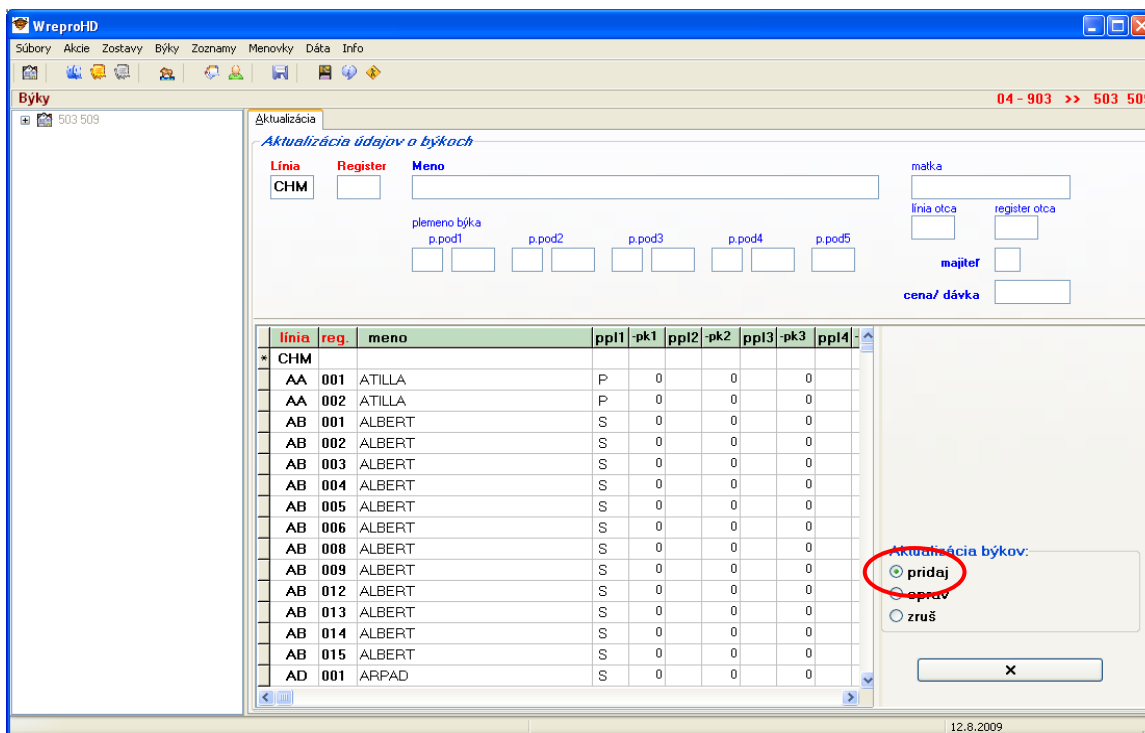 WreproHD
Súbory Akcie Zostavy Býky Zoznamy Menovky Dáta Info
Býky 04 - 903 >> 503 509
503 509
Aktualizácia
Aktualizácia údajov o býkoch
Línia Register Meno matka
CHM
línia otca register otca
plemeno býka
p.pod1 p.pod2 p.pod3 p.pod4 p.pod5
majiteľ
cena/ dávka
línia reg. meno ppl1 -pk1 ppl2 -pk2 ppl3 -pk3 ppl4 -
* CHM
AA 001 ATILLA P 0 0 0
AA 002 ATILLA P 0 0 0
AB 001 ALBERT S 0 0 0
AB 002 ALBERT S 0 0 0
AB 003 ALBERT S 0 0 0
AB 004 ALBERT S 0 0 0
AB 005 ALBERT S 0 0 0
AB 006 ALBERT S 0 0 0
AB 008 ALBERT S 0 0 0
AB 009 ALBERT S 0 0 0
AB 012 ALBERT S 0 0 0
AB 013 ALBERT S 0 0 0
AB 014 ALBERT S 0 0 0
AB 015 ALBERT S 0 0 0
AD 001 ARPAD S 0 0 0
Aktualizácia býkov:
pridaj
oprav
zruš
x
12.8.2009